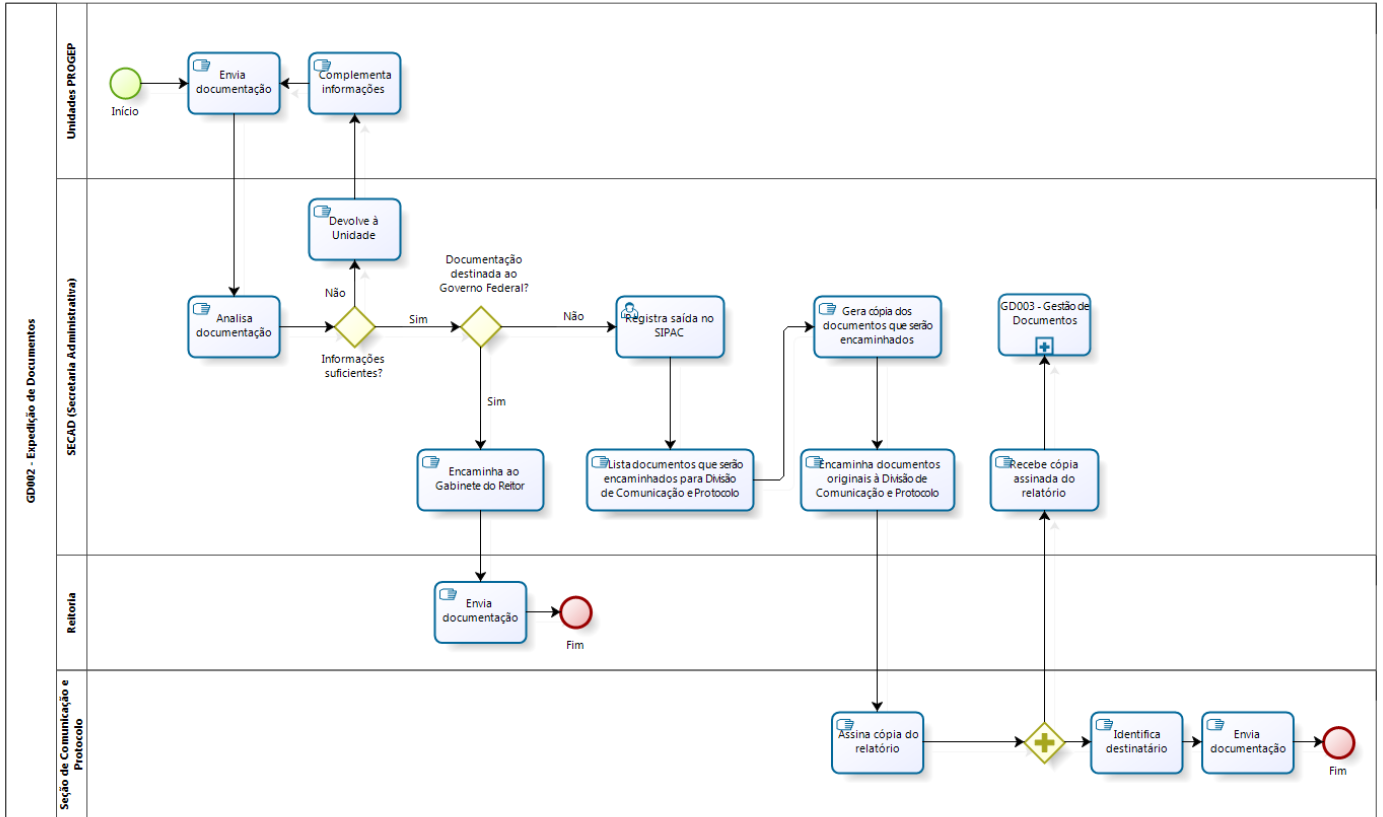 GD002 - Expedição de Documentos
Unidades PROGEP
Início
Envia
documentação
Complementa
informações
SECAD (Secretaria Administrativa)
Devolve à
Unidade
Analisa
documentação
Não
Informações
suficientes?
Sim
Documentação
destinada ao
Governo Federal?
Não
Sim
Registra saída no
SIPAC
Gera cópia dos
documentos que serão
encaminhados
GD003 - Gestão de
Documentos
Encaminha ao
Gabinete do Reitor
Lista documentos que serão
encaminhados para Divisão
de Comunicação e Protocolo
Encaminha documentos
originais à Divisão de
Comunicação e Protocolo
Recebe cópia
assinada do
relatório
Reitoria
Envia
documentação
Fim
Seção de Comunicação e
Protocolo
Assina cópia do
relatório
Identifica
destinatário
Envia
documentação
Fim